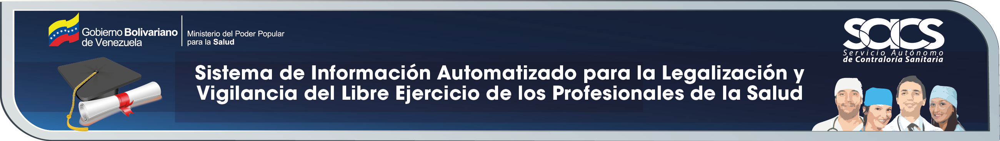 Gobierno Bolivariano
de Venezuela
Ministerio del Poder Popular
para la Salud
sacs
Servicio Autónomo
de Contraloría Sanitaria
Sistema de Información Automatizado para la Legalización y
Vigilancia del Libre Ejercicio de los Profesionales de la Salud